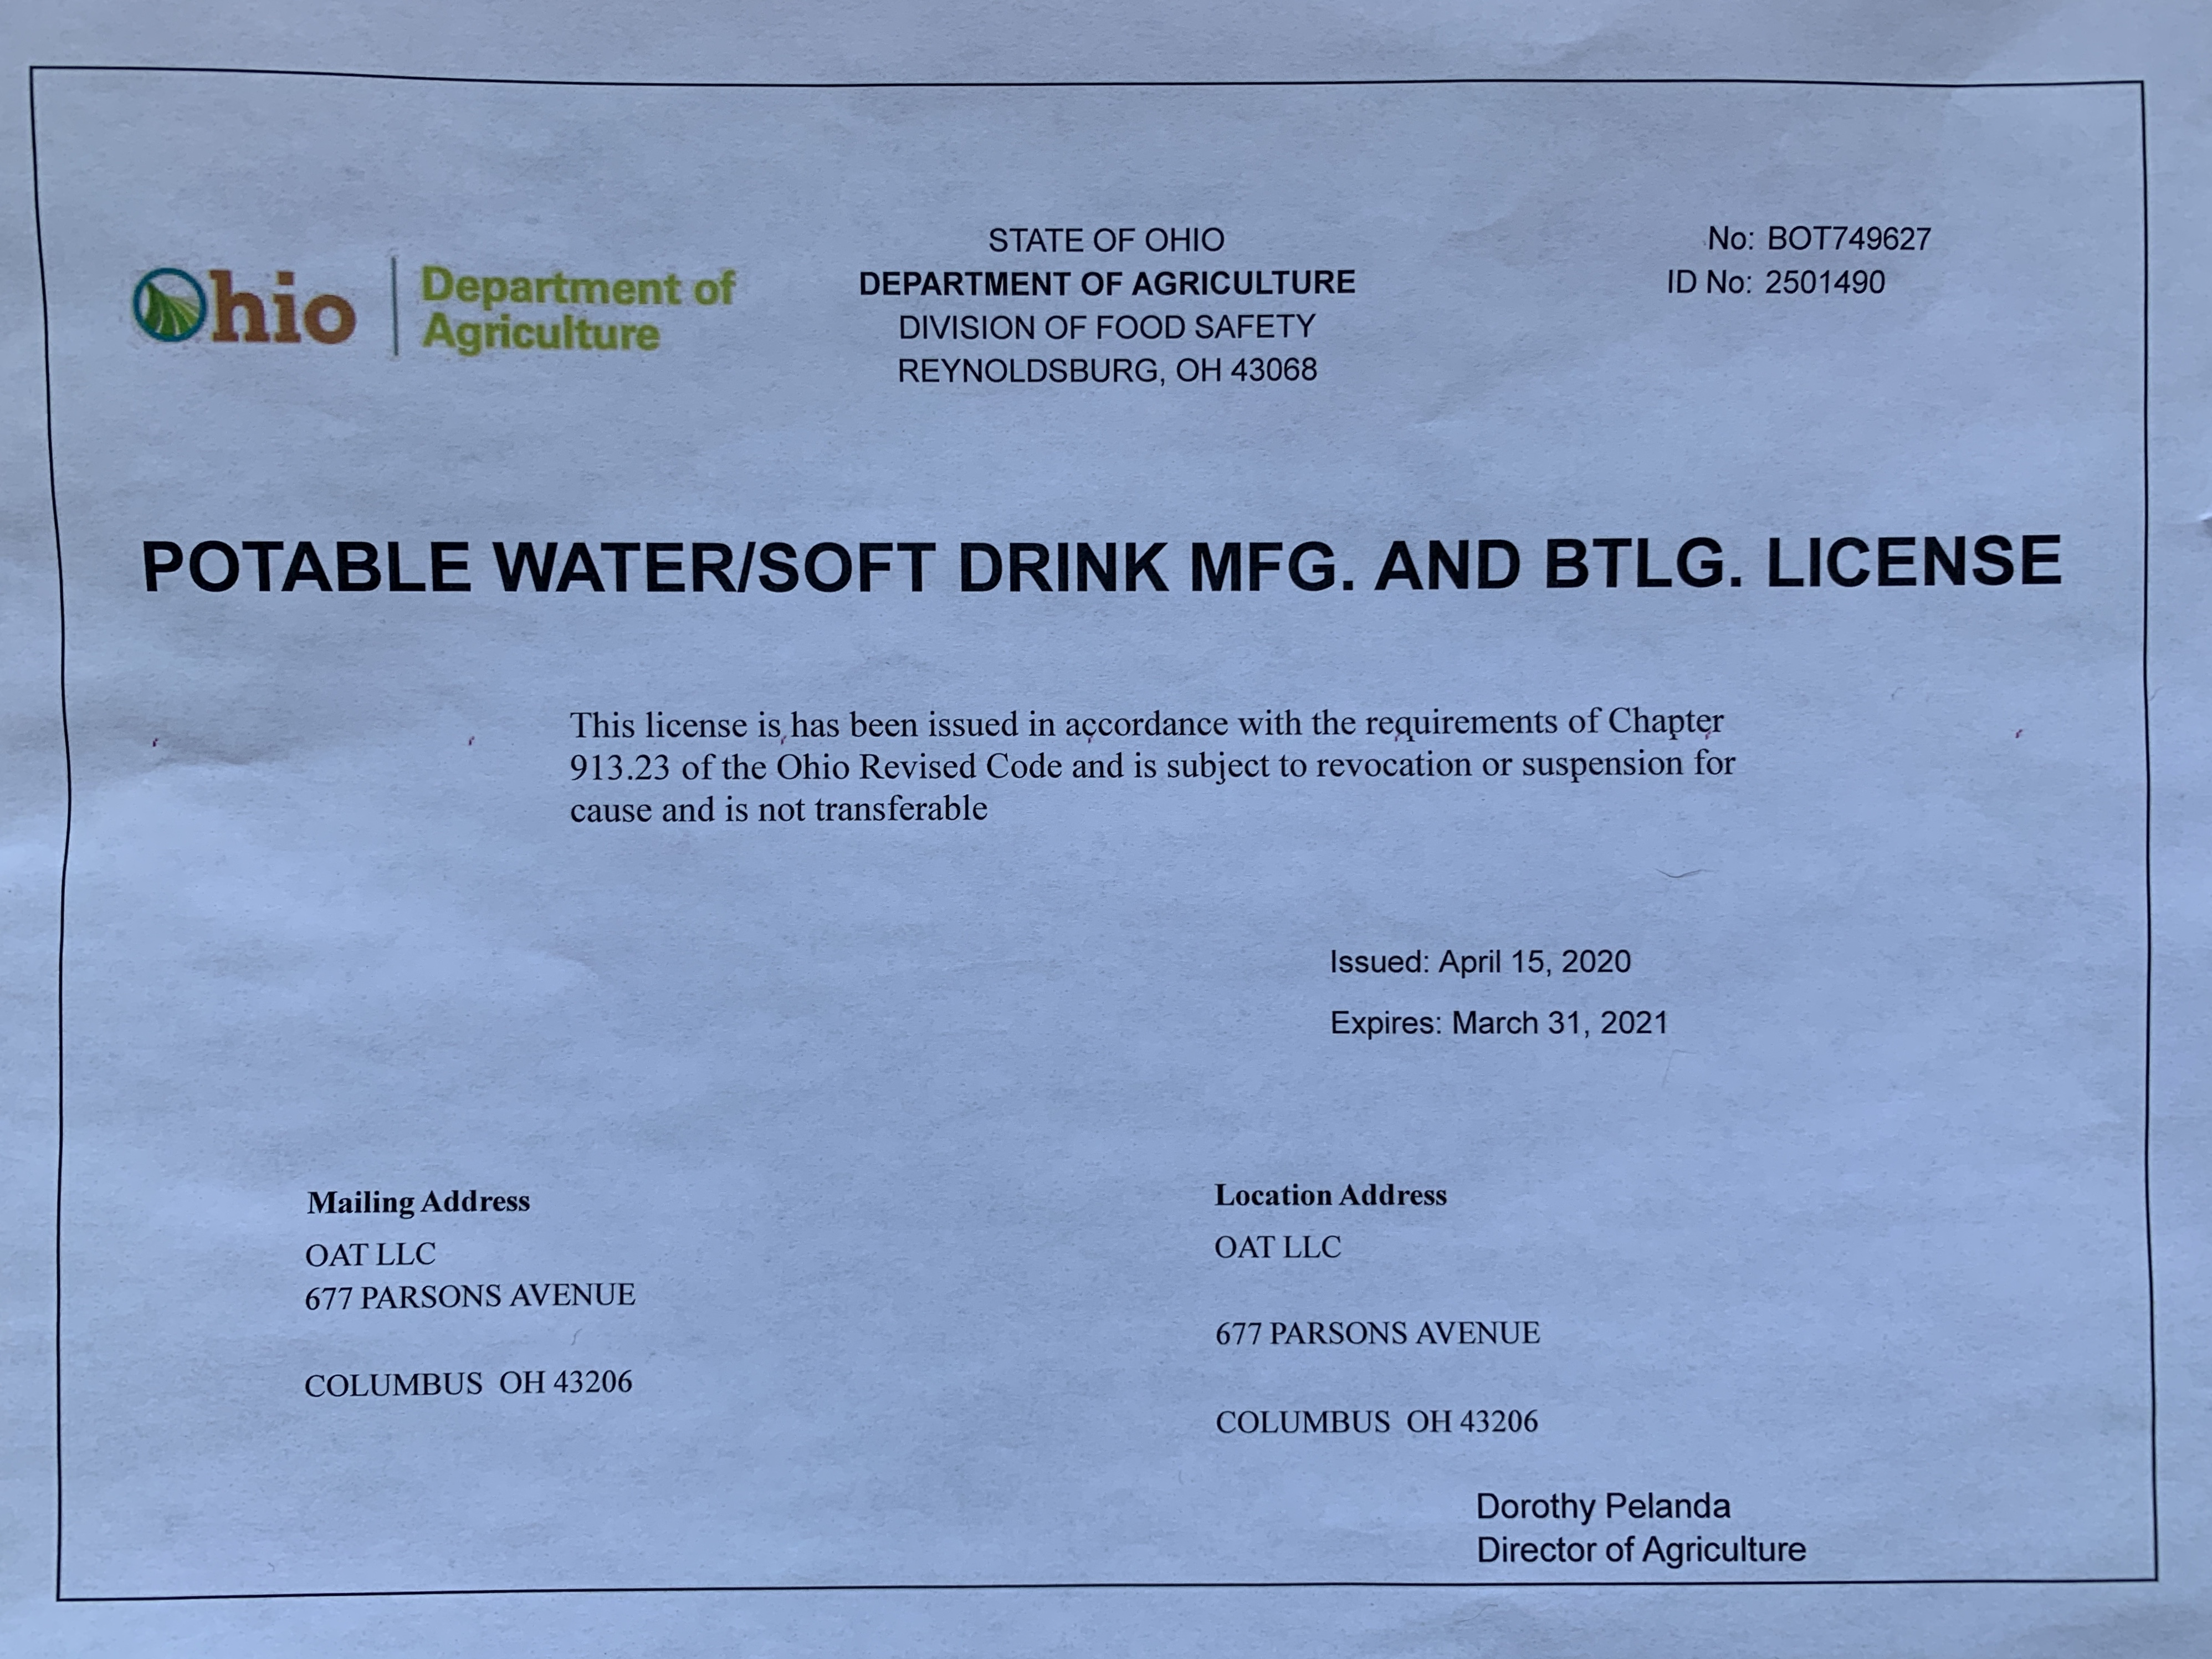 Ohio
Department of
Agriculture
STATE OF OHIO
DEPARTMENT OF AGRICULTURE
DIVISION OF FOOD SAFETY
REYNOLDSBURG, OH 43068
No: BOT749627
ID No: 2501490
POTABLE WATER/SOFT DRINK MFG. AND BTLG. LICENSE
This license is has been issued in accordance with the requirements of Chapter
913.23 of the Ohio Revised Code and is subject to revocation or suspension for
cause and is not transferable
Issued: April 15, 2020
Expires: March 31, 2021
Mailing Address
OAT LLC
677 PARSONS AVENUE
COLUMBUS OH 43206
Location Address
OAT LLC
677 PARSONS AVENUE
COLUMBUS OH 43206
Dorothy Pelanda
Director of Agriculture